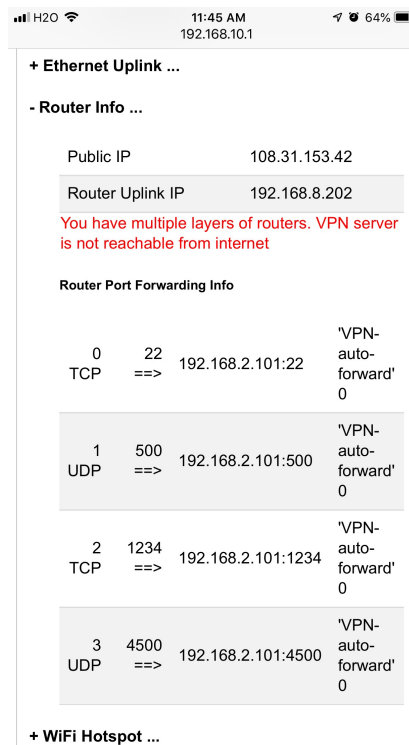 H2O 11:45 AM 64%
192.168.10.1
+ Ethernet Uplink ...
- Router Info ...
Public IP 108.31.153.42
Router Uplink IP 192.168.8.202
You have multiple layers of routers. VPN server
is not reachable from internet
Router Port Forwarding Info
0 TCP 22 ==> 192.168.2.101:22 'VPN-auto-forward' 0
1 UDP 500 ==> 192.168.2.101:500 'VPN-auto-forward' 0
2 TCP 1234 ==> 192.168.2.101:1234 'VPN-auto-forward' 0
3 UDP 4500 ==> 192.168.2.101:4500 'VPN-auto-forward' 0
+ WiFi Hotspot ...